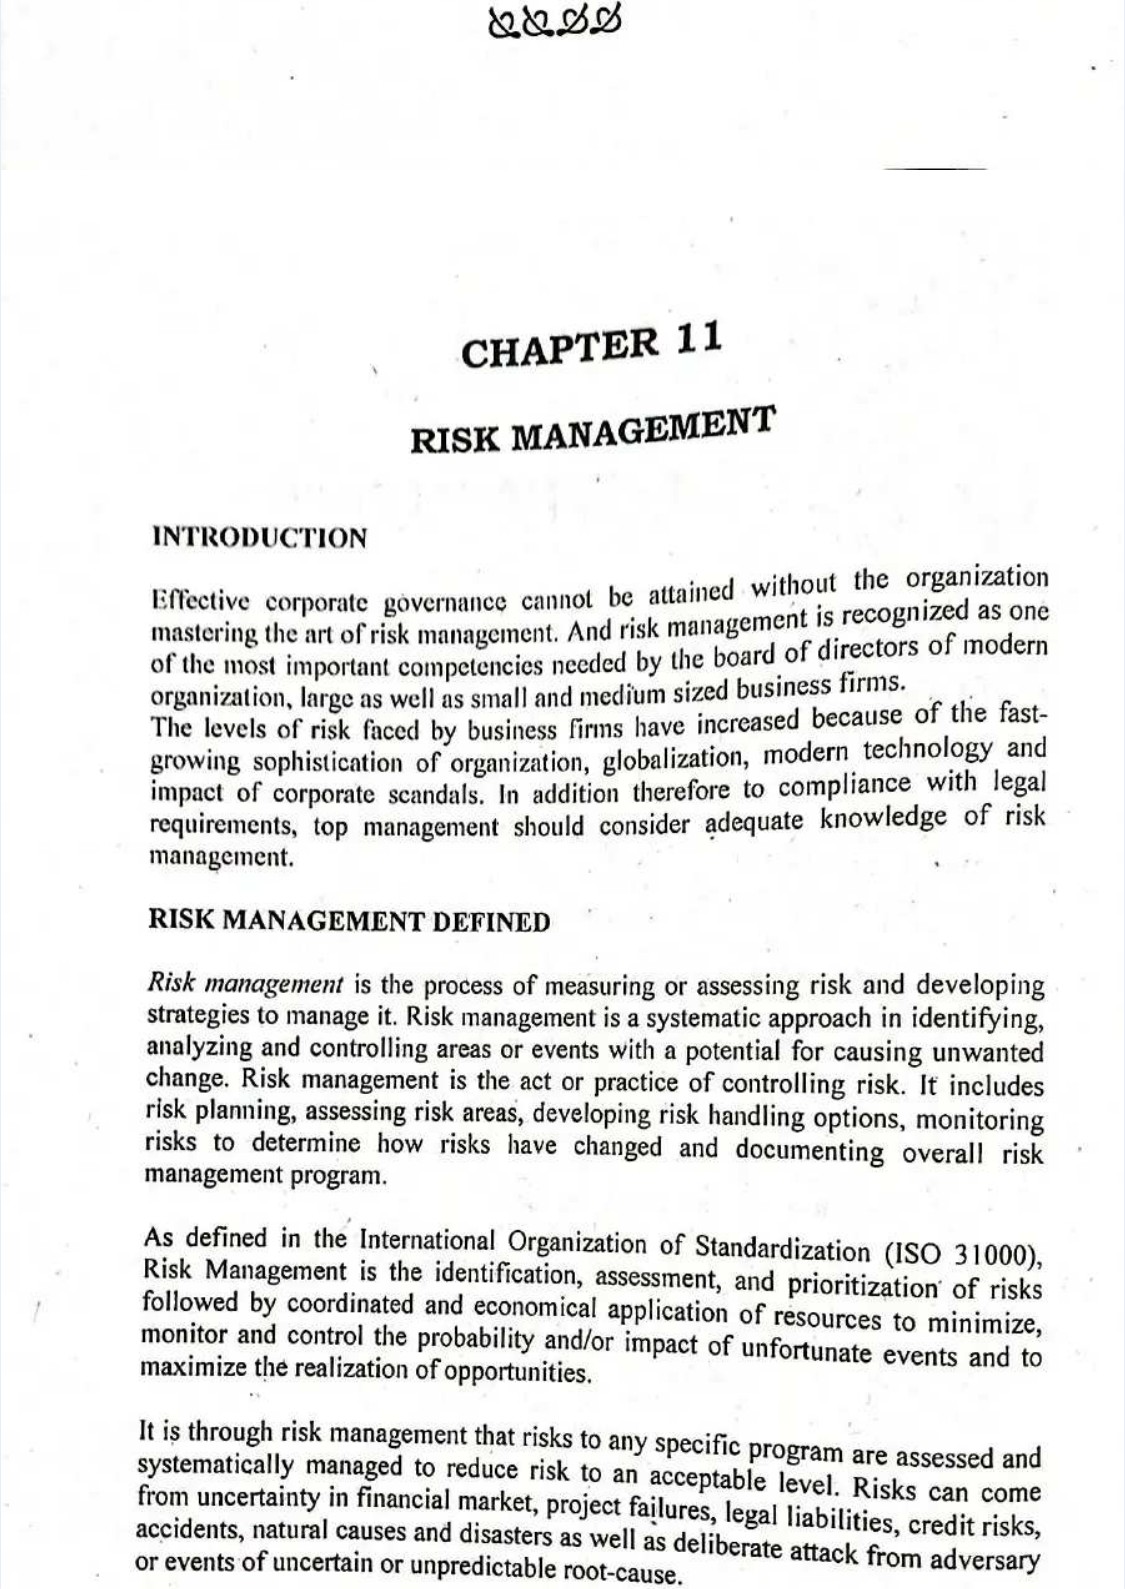 CHAPTER 11
RISK MANAGEMENT
INTRODUCTION
Effective corporate governance cannot be attained without the organization
mastering the art of risk management. And risk management is recognized as one
of the most important competencies needed by the board of directors of modern
organization, large as well as small and medium sized business firms.
The levels of risk faced by business firms have increased because of the fast-
growing sophistication of organization, globalization, modern technology and
impact of corporate scandals. In addition therefore to compliance with legal
requirements, top management should consider adequate knowledge of risk
management.
RISK MANAGEMENT DEFINED
Risk management is the process of measuring or assessing risk and developing
strategies to manage it. Risk management is a systematic approach in identifying,
analyzing and controlling areas or events with a potential for causing unwanted
change. Risk management is the act or practice of controlling risk. It includes
risk planning, assessing risk areas, developing risk handling options, monitoring
risks to determine how risks have changed and documenting overall risk
management program.
As defined in the International Organization of Standardization (ISO 31000),
Risk Management is the identification, assessment, and prioritization of risks
followed by coordinated and economical application of resources to minimize,
monitor and control the probability and/or impact of unfortunate events and to
maximize the realization of opportunities.
It is through risk management that risks to any specific program are assessed and
systematically managed to reduce risk to an acceptable level. Risks can come
from uncertainty in financial market, project failures, legal liabilities, credit risks,
accidents, natural causes and disasters as well as deliberate attack from adversary
or events of uncertain or unpredictable root-cause.